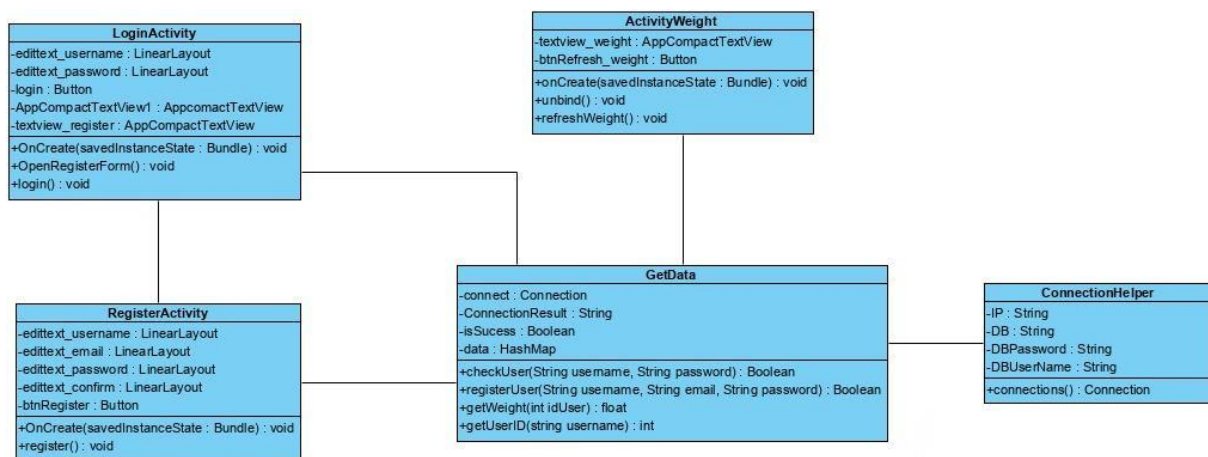 LoginActivity
-edittext_username : LinearLayout
-edittext_password : LinearLayout
-login : Button
-AppCompactTextView1 : AppcomactTextView
-textview_register : AppCompactTextView
+OnCreate(savedInstanceState : Bundle) : void
+OpenRegisterForm() : void
+login() : void
ActivityWeight
-textview_weight : AppCompactTextView
-btnRefresh_weight : Button
+onCreate(savedInstanceState : Bundle) : void
+unbind() : void
+refreshWeight() : void
RegisterActivity
-edittext_username : LinearLayout
-edittext_email : LinearLayout
-edittext_password : LinearLayout
-edittext_confirm : LinearLayout
-btnRegister : Button
+OnCreate(savedInstanceState : Bundle) : void
+register() : void
GetData
-connect : Connection
-ConnectionResult : String
-isSucess : Boolean
-data : HashMap
+checkUser(String username, String password) : Boolean
+registerUser(String username, String email, String password) : Boolean
+getWeight(int idUser) : float
+getUserID(string username) : int
ConnectionHelper
-IP : String
-DB : String
-DBPassword : String
-DBUserName : String
+connections() : Connection